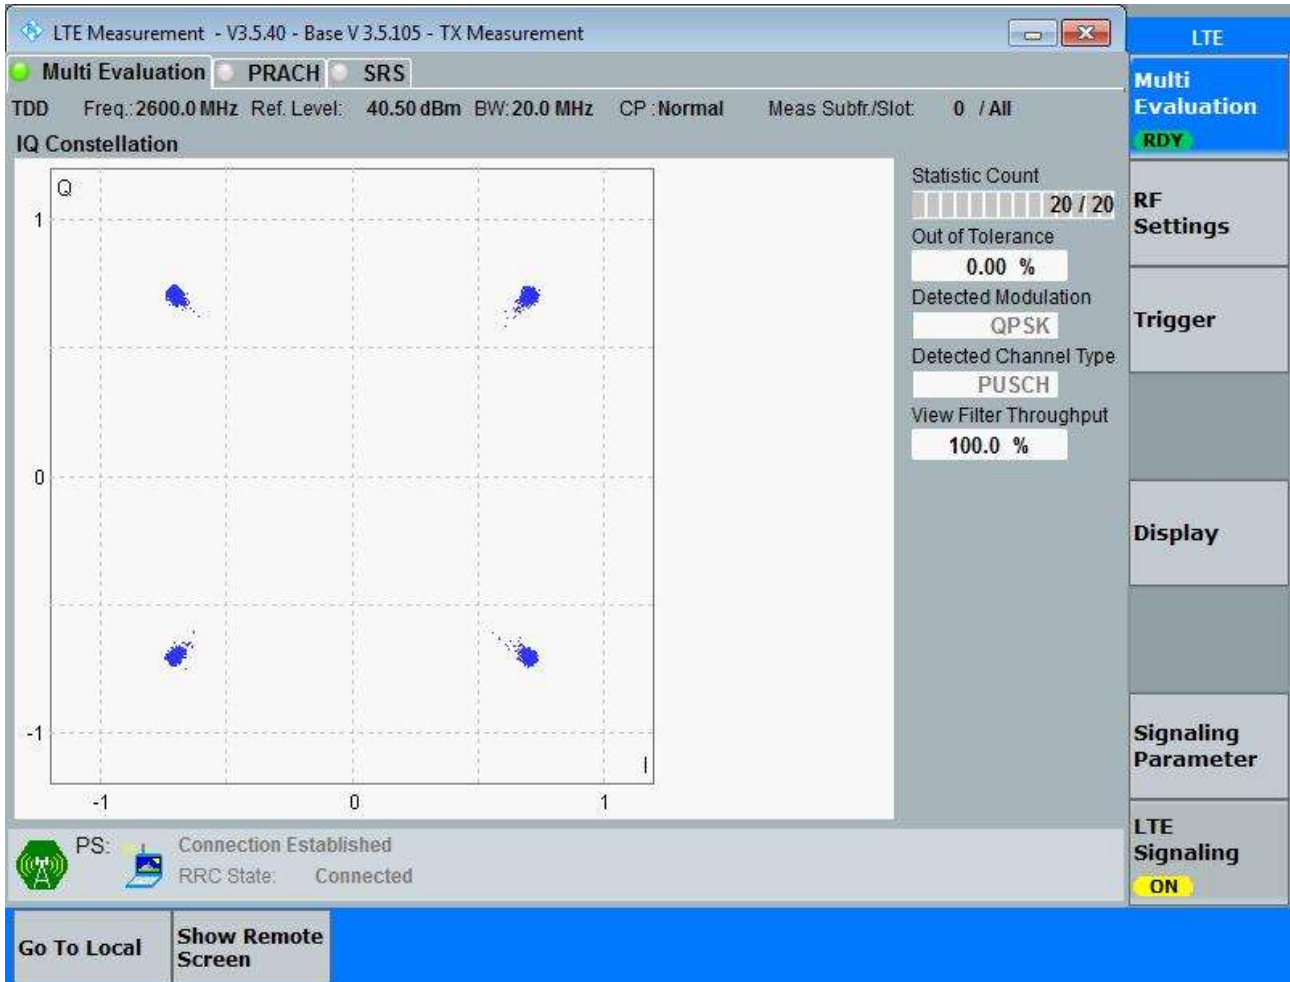 LTE Measurement - V3.5.40 - Base V 3.5.105 - TX Measurement
LTE
Multi Evaluation PRACH SRS
TDD Freq.: 2600.0 MHz Ref. Level: 40.50 dBm BW: 20.0 MHz CP : Normal Meas Subfr./Slot: 0 / All
IQ Constellation
Q
1
0
-1
I
-1 0 1
Statistic Count
20 / 20
Out of Tolerance
0.00 %
Detected Modulation
QPSK
Detected Channel Type
PUSCH
View Filter Throughput
100.0 %
Multi
Evaluation
RDY
RF
Settings
Trigger
Display
Signaling
Parameter
LTE
Signaling
ON
PS: Connection Established
RRC State: Connected
Go To Local
Show Remote
Screen